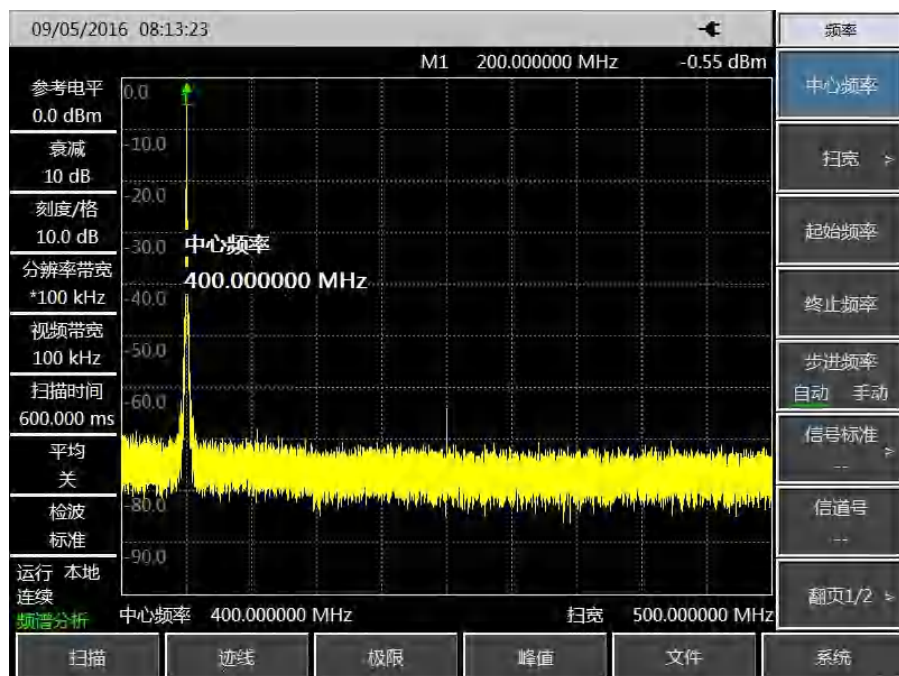 09/05/2016 08:13:23
M1 200.000000 MHz -0.55 dBm
参考电平
0.0 dBm
衰减
10 dB
刻度/格
10.0 dB
分辨率带宽
*100 kHz
视频带宽
100 kHz
扫描时间
600.000 ms
平均
关
检波
标准
运行 本地
连续
频谱分析
0.0
-10.0
-20.0
-30.0
-40.0
-50.0
-60.0
-80.0
-90.0
1
中心频率
400.000000 MHz
中心频率 400.000000 MHz
扫宽 500.000000 MHz
频率
中心频率
扫宽 >
起始频率
终止频率
步进频率
自动 手动
信号标准 >
--
信道号
--
翻页1/2 >
扫描 迹线 极限 峰值 文件 系统